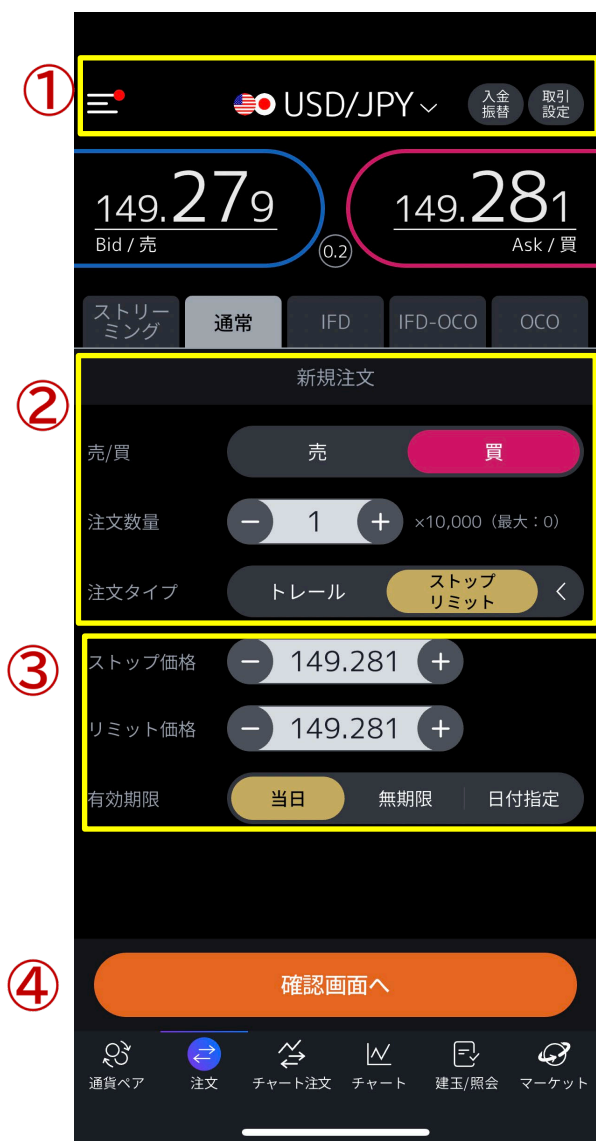 ①
USD/JPY
入金
振替
取引
設定
149.279
Bid / 売
0.2
149.281
Ask / 買
ストリー
ミング
通常
IFD
IFD-OCO
OCO
②
新規注文
売/買
売
買
注文数量
1
×10,000（最大：0）
注文タイプ
トレール
ストップ
リミット
③
ストップ価格
149.281
リミット価格
149.281
有効期限
当日
無期限
日付指定
④
確認画面へ
通貨ペア
注文
チャート注文
チャート
建玉/照会
マーケット